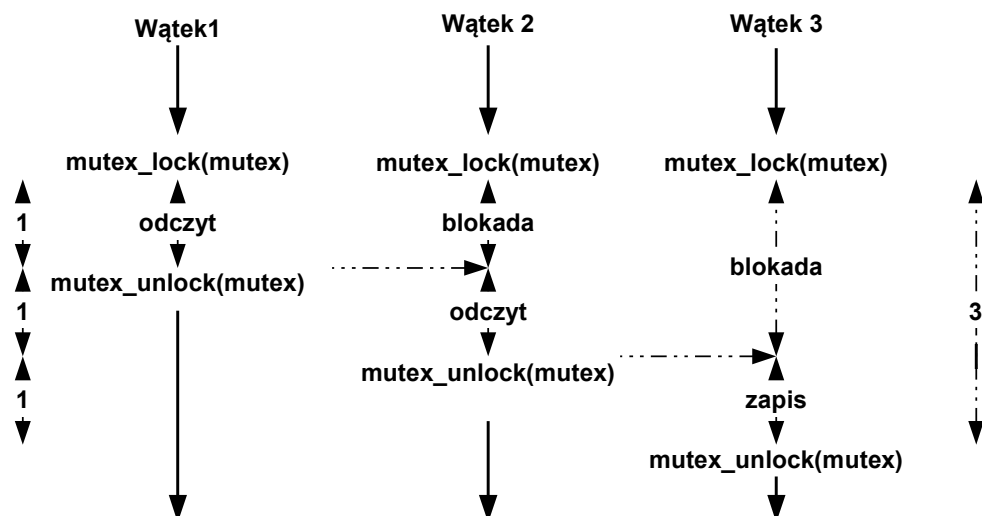 Wątek1 Wątek 2 Wątek 3
mutex_lock(mutex) mutex_lock(mutex) mutex_lock(mutex)
1 odczyt blokada
blokada
mutex_unlock(mutex)
1 odczyt 3
mutex_unlock(mutex)
1 zapis
mutex_unlock(mutex)